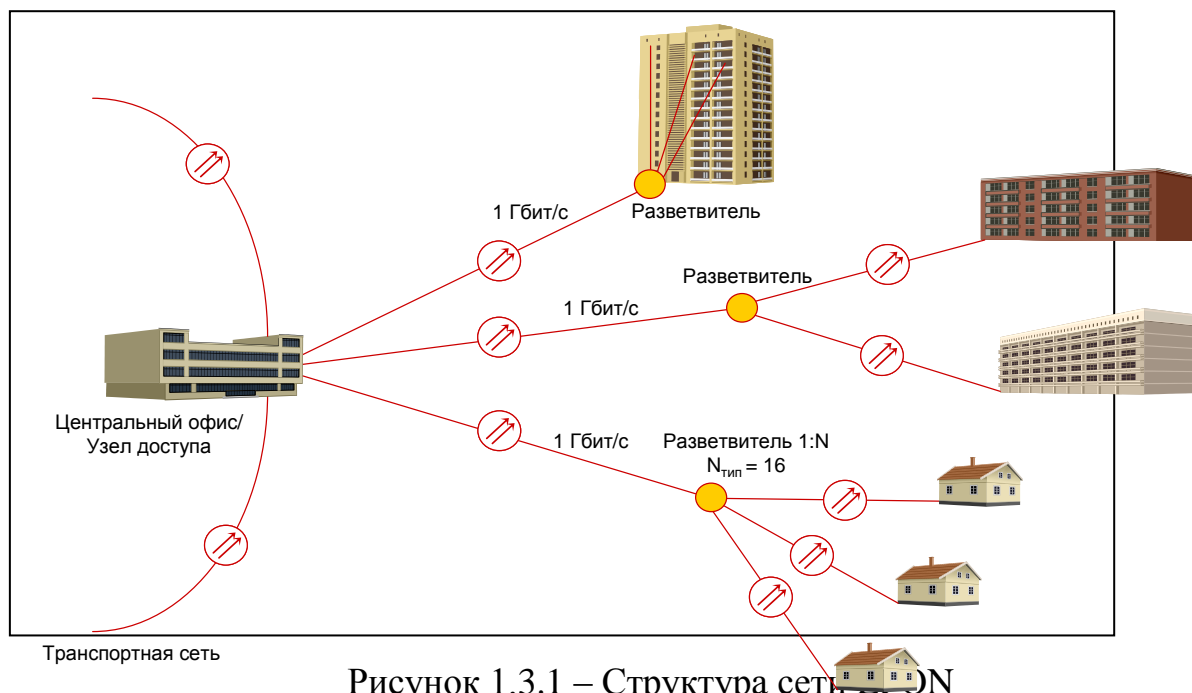 1 Гбит/с
Разветвитель
Разветвитель
1 Гбит/с
Центральный офис/
Узел доступа
1 Гбит/с
Разветвитель 1:N
Nтип = 16
Транспортная сеть
Рисунок 1.3.1 – Структура сети